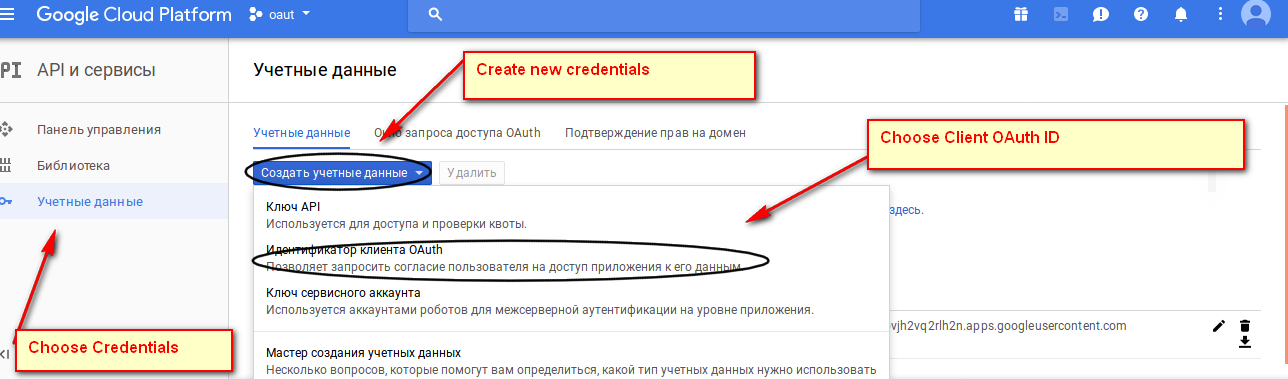 Google Cloud Platform oaut
API и сервисы
Учетные данные
Create new credentials
Панель управления
Библиотека
Учетные данные
Учетные данные запроса доступа OAuth Подтверждение прав на домен
Choose Client OAuth ID
Создать учетные данные Удалить
Ключ API
Используется для доступа и проверки квоты.
здесь.
Идентификатор клиента OAuth
Позволяет запросить согласие пользователя на доступ приложения к его данным
Ключ сервисного аккаунта
Используется аккаунтами роботов для межсерверной аутентификации на уровне приложения.
vjh2vq2rlh2n.apps.googleusercontent.com
Choose Credentials
Мастер создания учетных данных
Несколько вопросов, которые помогут вам определиться, какой тип учетных данных нужно использовать